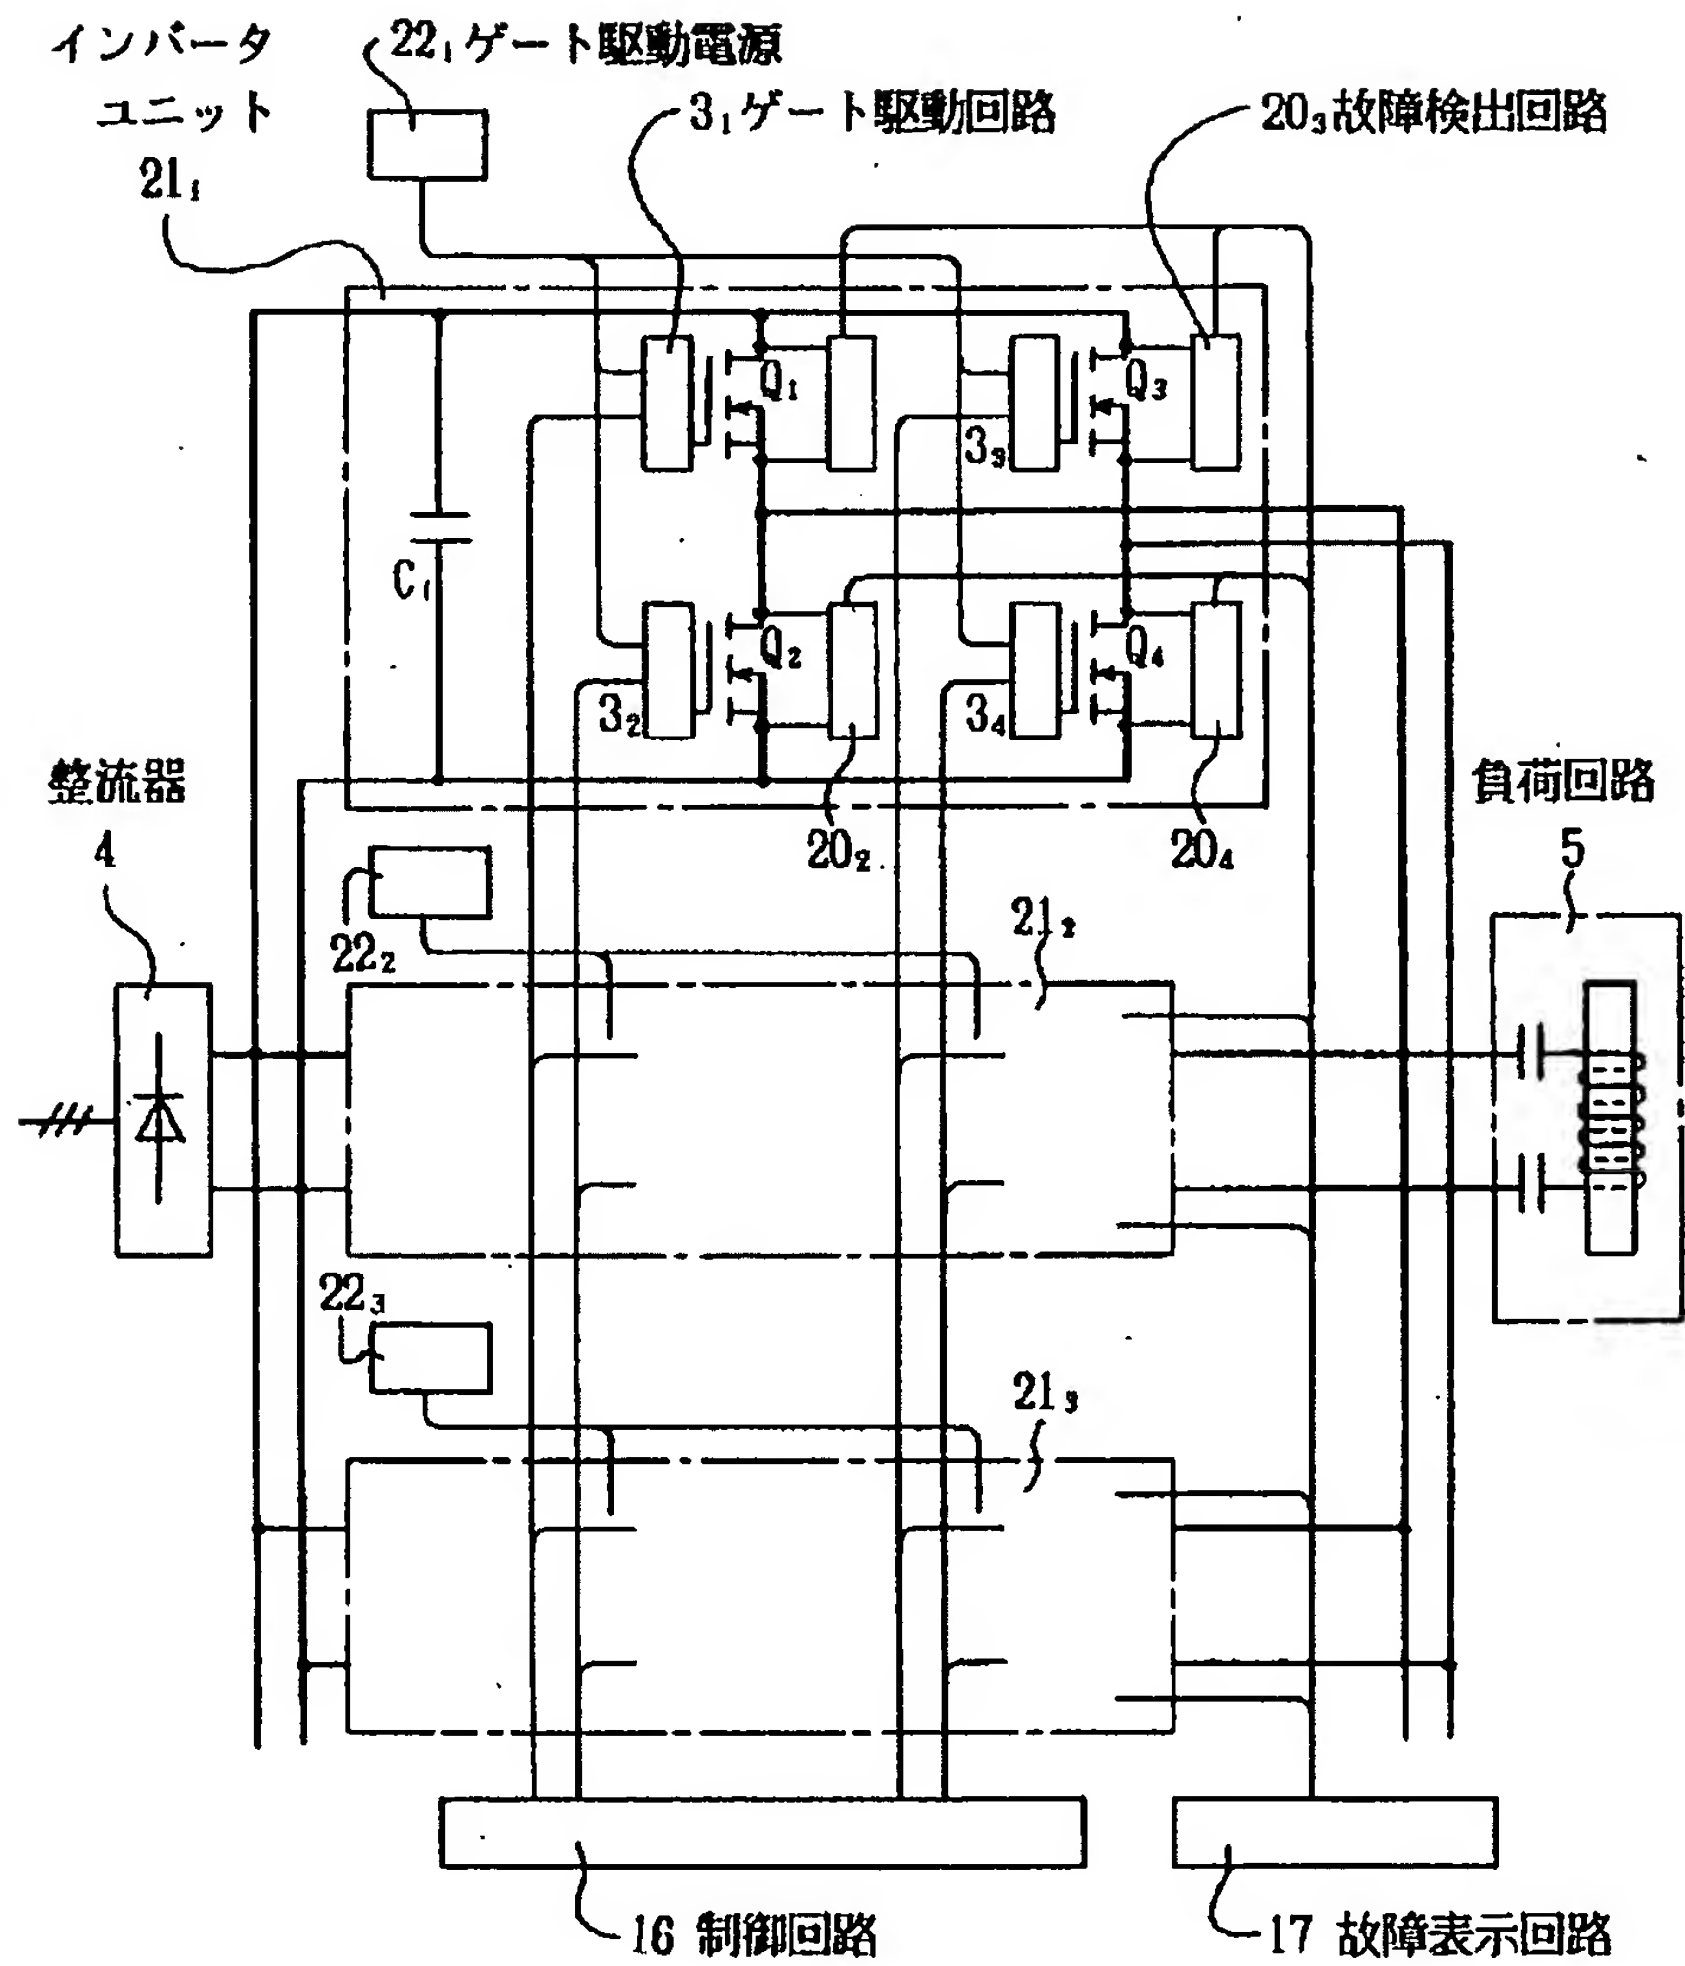 インバータ
ユニット
21₁
22₁ゲート駆動電源
3₁ゲート駆動回路
20₃故障検出回路
Q₁
Q₃
3₃
C₁
Q₂
Q₄
3₂
3₄
20₂
20₄
整流器
4
負荷回路
5
22₂
21₂
22₃
21₃
16 制御回路
17 故障表示回路